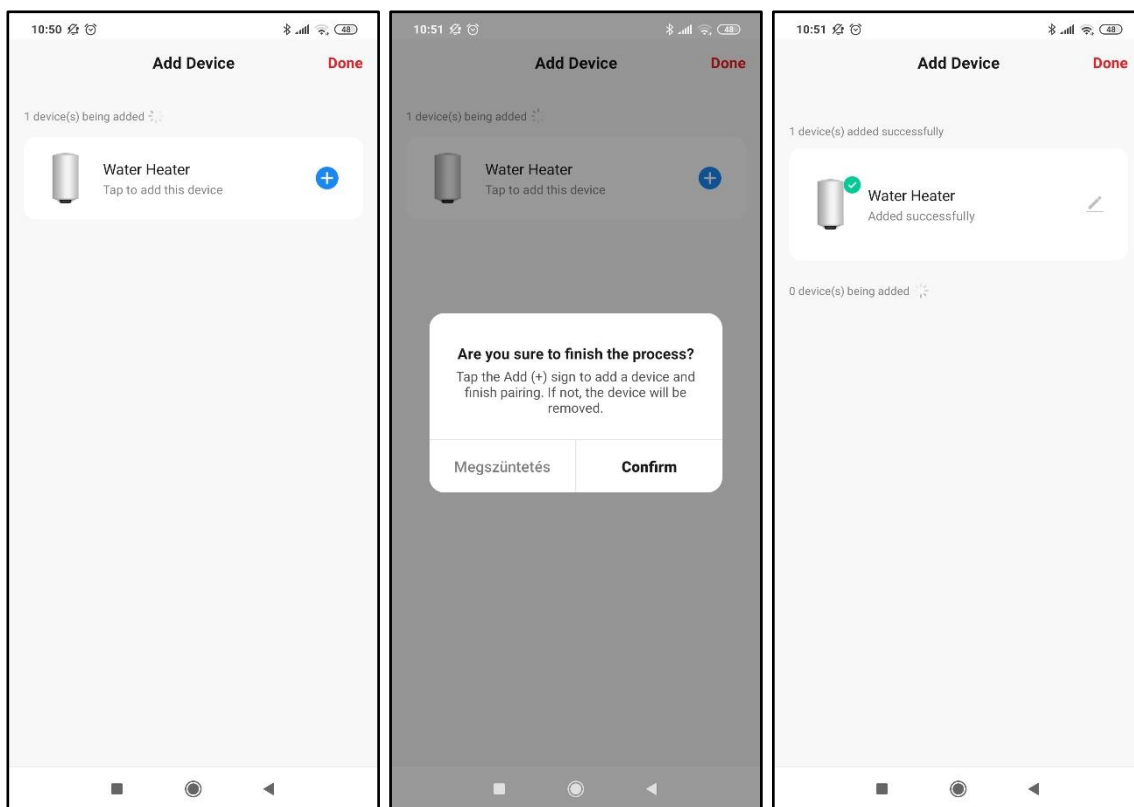 10:50
48
Add Device
Done
1 device(s) being added
Water Heater
Tap to add this device
10:51
48
Add Device
Done
1 device(s) being added
Water Heater
Tap to add this device
Are you sure to finish the process?
Tap the Add (+) sign to add a device and
finish pairing. If not, the device will be
removed.
Megszüntetés
Confirm
10:51
48
Add Device
Done
1 device(s) added successfully
Water Heater
Added successfully
0 device(s) being added